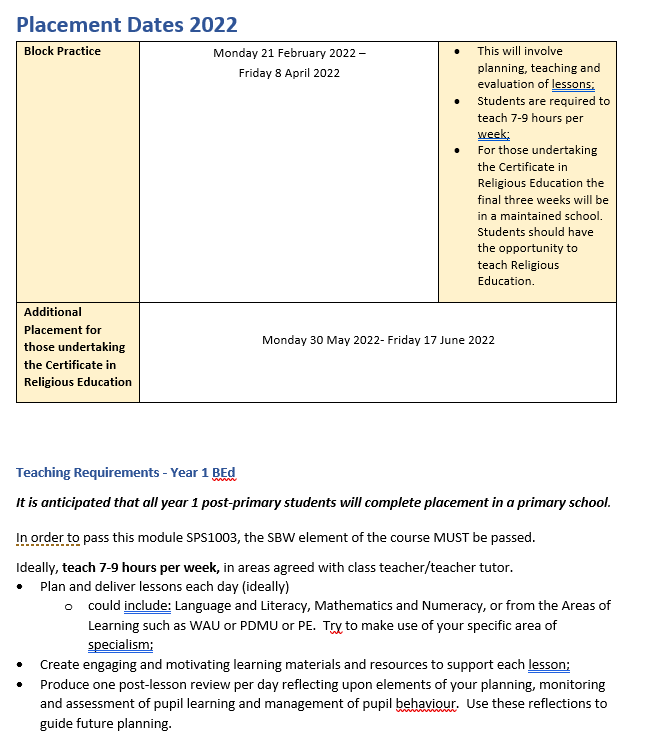 Placement Dates 2022
Block Practice
Monday 21 February 2022 –
Friday 8 April 2022
• This will involve
planning, teaching and
evaluation of lessons;
• Students are required to
teach 7-9 hours per
week;
• For those undertaking
the Certificate in
Religious Education the
final three weeks will be
in a maintained school.
Students should have
the opportunity to
teach Religious
Education.
Additional
Placement for
those undertaking
the Certificate in
Religious Education
Monday 30 May 2022- Friday 17 June 2022
Teaching Requirements - Year 1 BEd
It is anticipated that all year 1 post-primary students will complete placement in a primary school.
In order to pass this module SPS1003, the SBW element of the course MUST be passed.
Ideally, teach 7-9 hours per week, in areas agreed with class teacher/teacher tutor.
• Plan and deliver lessons each day (ideally)
o could include: Language and Literacy, Mathematics and Numeracy, or from the Areas of
Learning such as WAU or PDMU or PE.  Try to make use of your specific area of
specialism;
• Create engaging and motivating learning materials and resources to support each lesson;
• Produce one post-lesson review per day reflecting upon elements of your planning, monitoring
and assessment of pupil learning and management of pupil behaviour.  Use these reflections to
guide future planning.